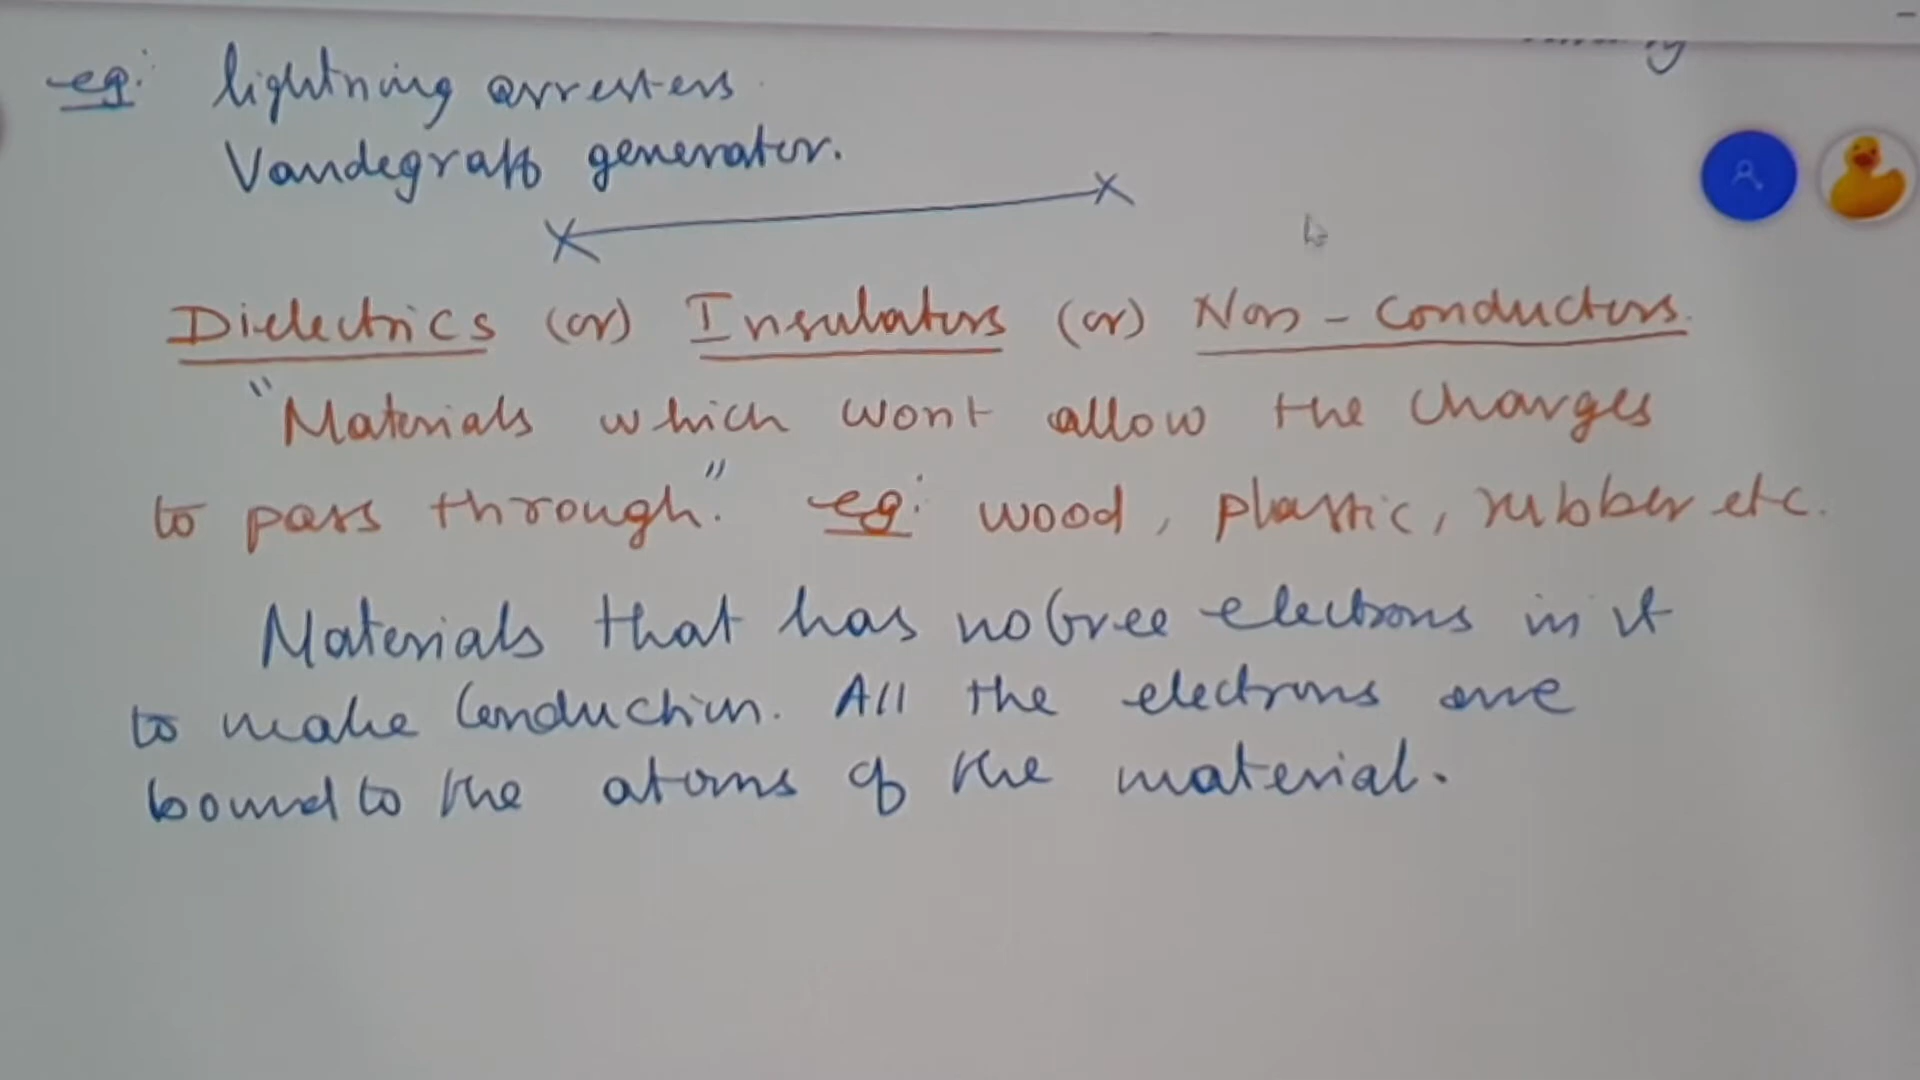 eg: lightning arresters.
Vandegraff generator.
Dielectrics (or) Insulators (or) Non-Conductors.
"Materials which wont allow the charges
to pass through." eg: wood, plastic, rubber etc.
Materials that has no free electrons in it
to make Conduction. All the electrons are
bound to the atoms of the material.